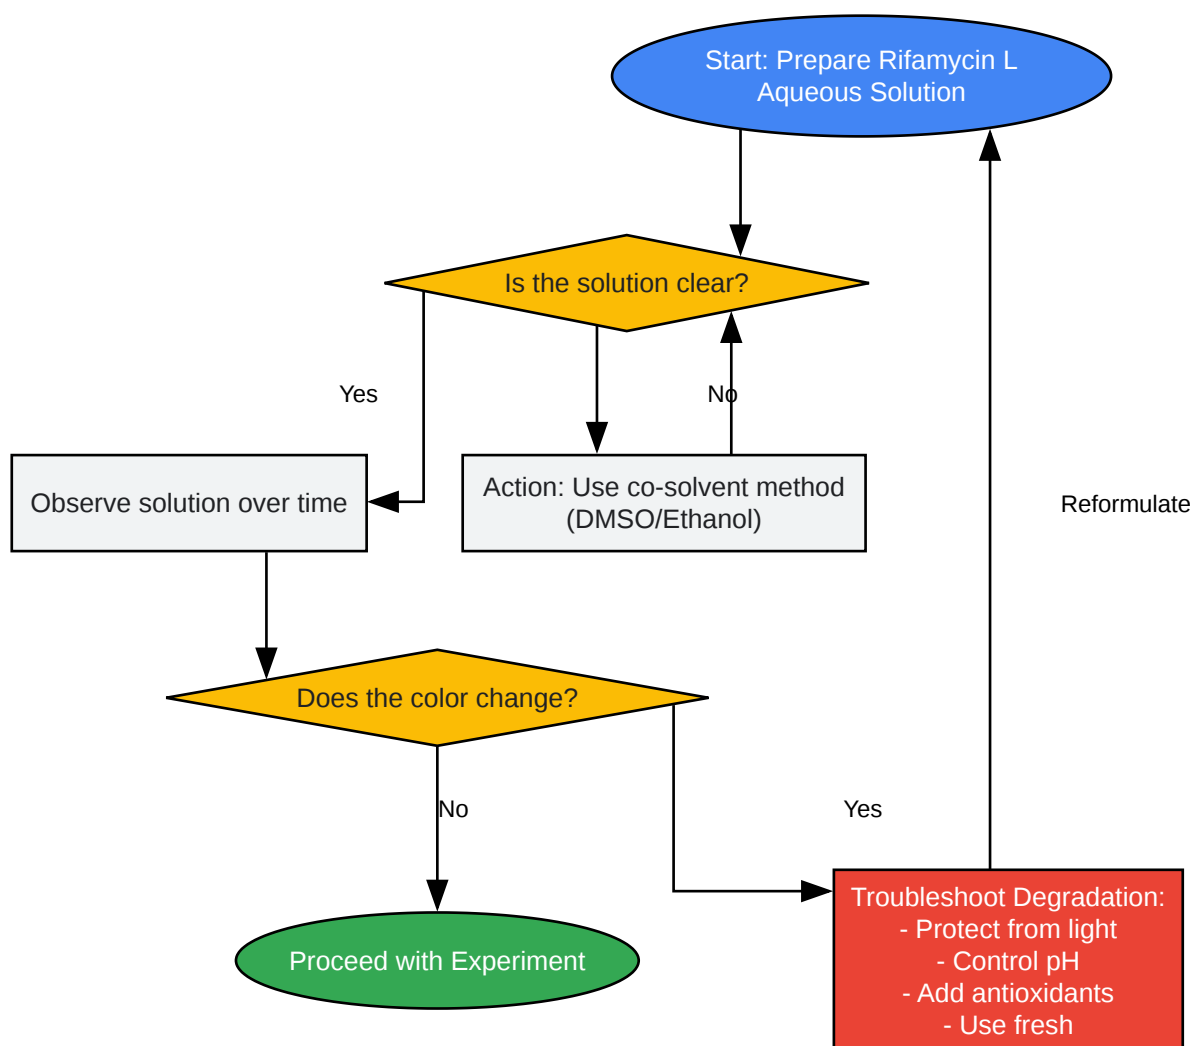 Start: Prepare Rifamycin L
Aqueous Solution
Is the solution clear?
Yes
No
Observe solution over time
Action: Use co-solvent method
(DMSO/Ethanol)
Reformulate
Does the color change?
No
Yes
Proceed with Experiment
Troubleshoot Degradation:
- Protect from light
- Control pH
- Add antioxidants
- Use fresh